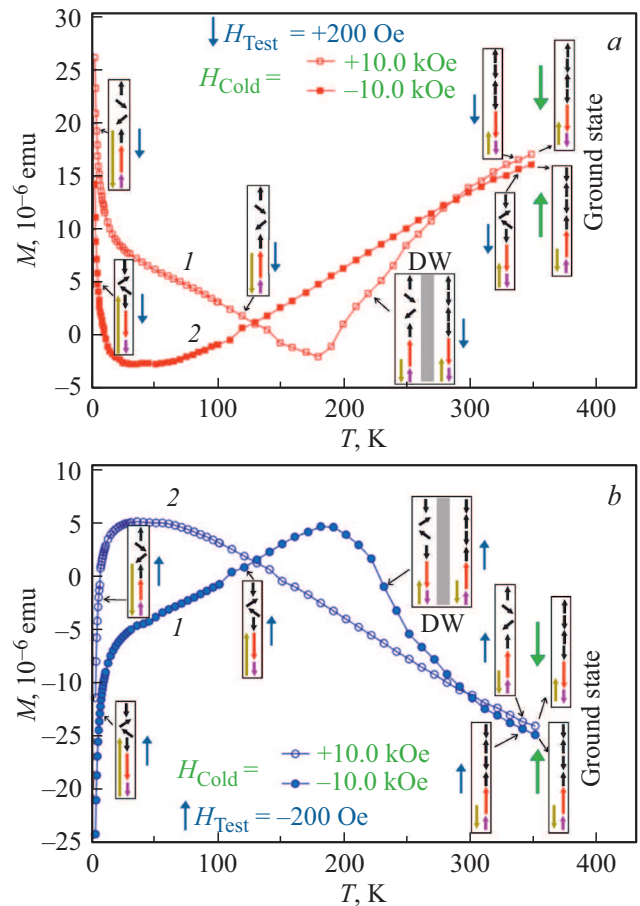 H_Test = +200 Oe
a
H_Cold =
+10.0 kOe
–10.0 kOe
M, 10^–6 emu
30
25
20
15
10
5
0
–5
1
2
DW
Ground state
0
100
200
300
400
T, K
b
M, 10^–6 emu
10
5
0
–5
–10
–15
–20
–25
2
1
DW
Ground state
H_Cold =
+10.0 kOe
–10.0 kOe
H_Test = –200 Oe
0
100
200
300
400
T, K